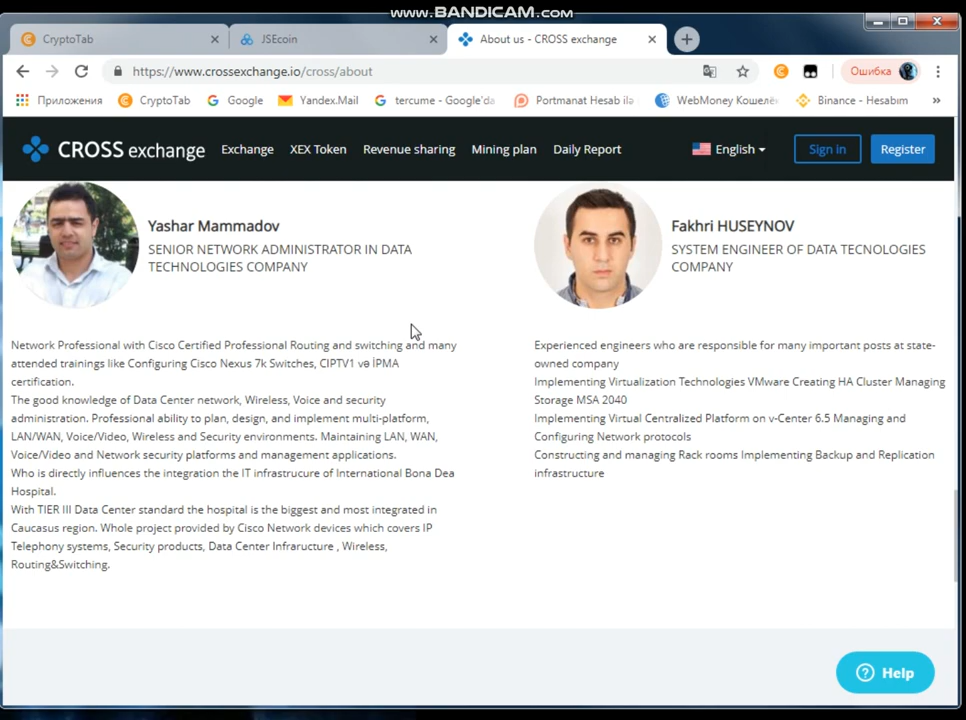 www.BANDICAM.com
CryptoTab
JSEcoin
About us - CROSS exchange
https://www.crossexchange.io/cross/about
Ошибка
Приложения
CryptoTab
Google
Yandex.Mail
tercume - Google'da
Portmanat Hesab ilə
WebMoney Кошелё
Binance - Hesabım
CROSS exchange
Exchange
XEX Token
Revenue sharing
Mining plan
Daily Report
English
Sign in
Register
Yashar Mammadov
SENIOR NETWORK ADMINISTRATOR IN DATA
TECHNOLOGIES COMPANY
Network Professional with Cisco Certified Professional Routing and switching and many
attended trainings like Configuring Cisco Nexus 7k Switches, CIPTV1 və İPMA
certification.
The good knowledge of Data Center network, Wireless, Voice and security
administration. Professional ability to plan, design, and implement multi-platform,
LAN/WAN, Voice/Video, Wireless and Security environments. Maintaining LAN, WAN,
Voice/Video and Network security platforms and management applications.
Who is directly influences the integration the IT infrastrucure of International Bona Dea
Hospital.
With TIER III Data Center standard the hospital is the biggest and most integrated in
Caucasus region. Whole project provided by Cisco Network devices which covers IP
Telephony systems, Security products, Data Center Infraructure , Wireless,
Routing&Switching.
Fakhri HUSEYNOV
SYSTEM ENGINEER OF DATA TECNOLOGIES
COMPANY
Experienced engineers who are responsible for many important posts at state-
owned company
Implementing Virtualization Technologies VMware Creating HA Cluster Managing
Storage MSA 2040
Implementing Virtual Centralized Platform on v-Center 6.5 Managing and
Configuring Network protocols
Constructing and managing Rack rooms Implementing Backup and Replication
infrastructure
Help